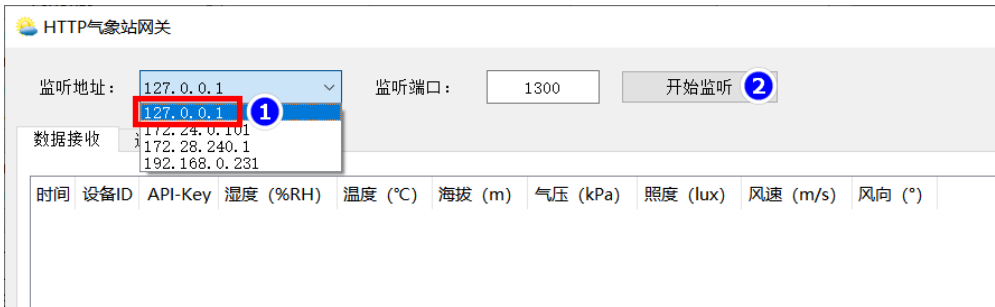 HTTP气象站网关
监听地址： 127.0.0.1 监听端口： 1300 开始监听 2
127.0.0.1 1
172.24.0.101
数据接收
172.28.240.1
192.168.0.231
时间 设备ID API-Key 湿度（%RH） 温度（℃） 海拔（m） 气压（kPa） 照度（lux） 风速（m/s） 风向（°）